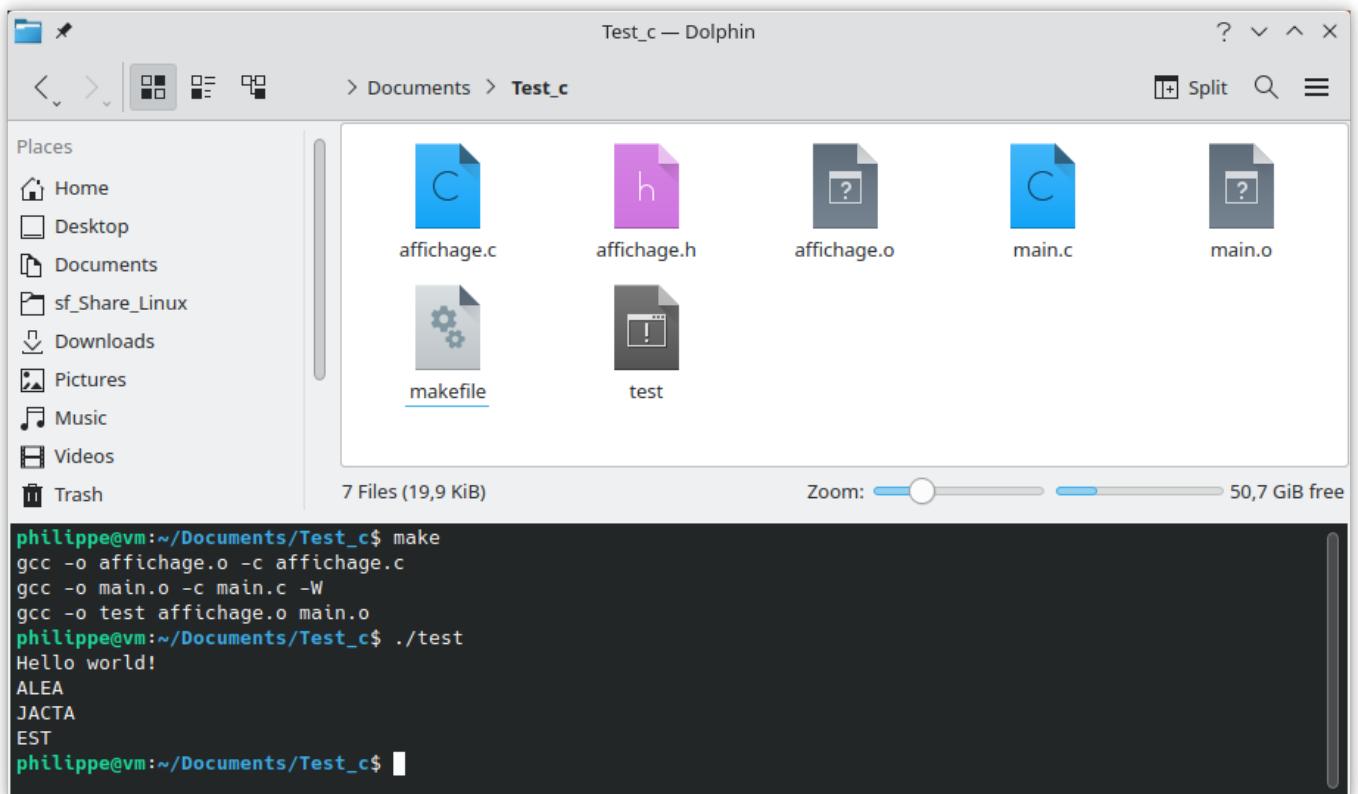 Test_c — Dolphin
> Documents > Test_c
Split
Places
Home
Desktop
Documents
sf_Share_Linux
Downloads
Pictures
Music
Videos
Trash
C h ? C ?
affichage.c affichage.h affichage.o main.c main.o
!
makefile test
7 Files (19,9 KiB) Zoom: 50,7 GiB free
philippe@vm:~/Documents/Test_c$ make
gcc -o affichage.o -c affichage.c
gcc -o main.o -c main.c -W
gcc -o test affichage.o main.o
philippe@vm:~/Documents/Test_c$ ./test
Hello world!
ALEA
JACTA
EST
philippe@vm:~/Documents/Test_c$